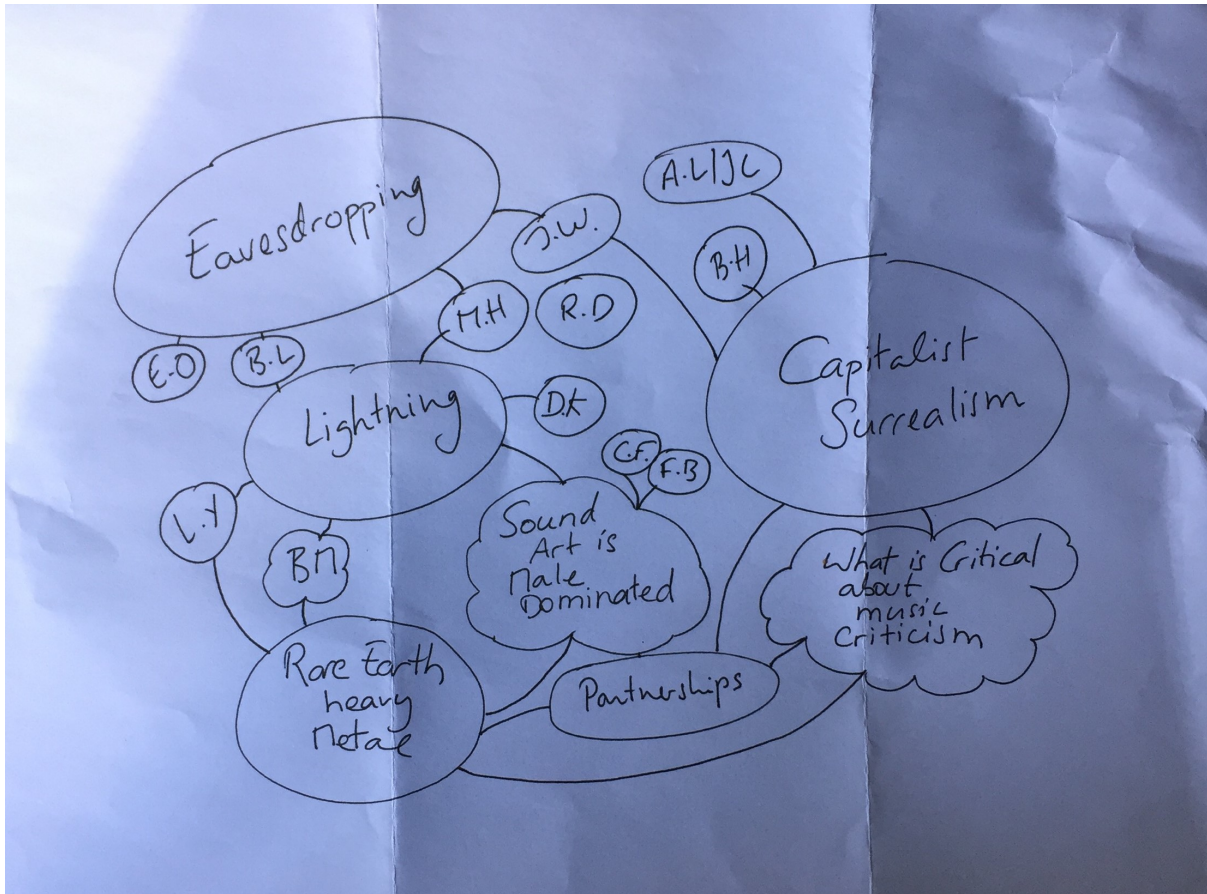 Eavesdropping
J.W.
A.L/JC
B.H
M.H
R.D
E.O
B.L
Capitalist
Surrealism
Lightning
D.K
C.F.
F.B
L.Y
BM
Sound
Art is
Male
Dominated
What is Critical
about
music
Criticism
Rare Earth
heavy
Metal
Partnerships